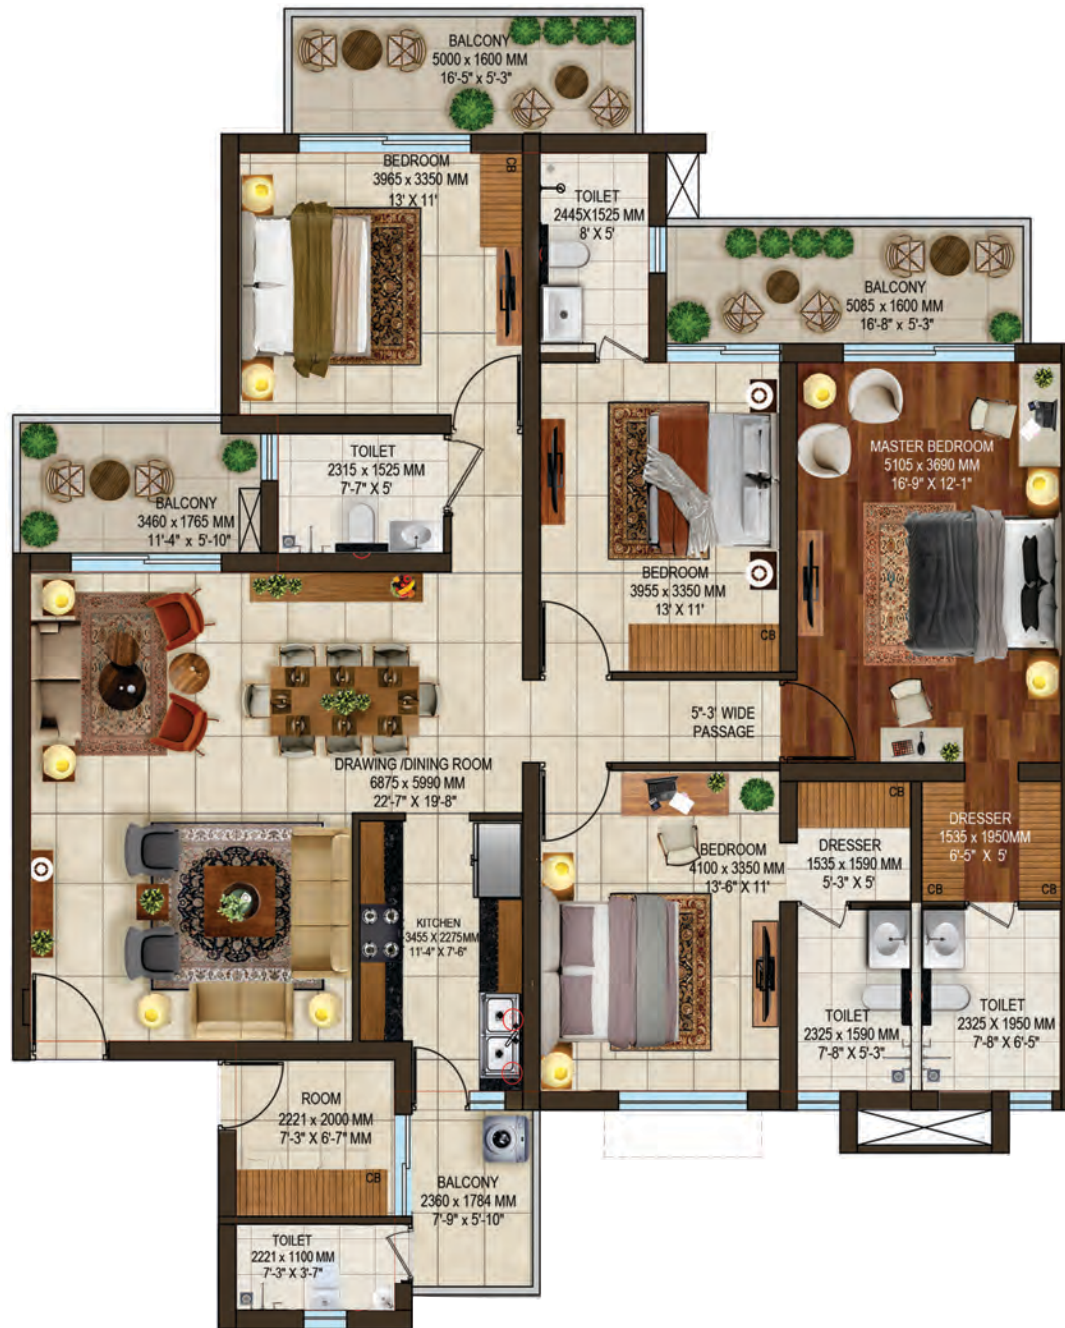 BALCONY
5000 x 1600 MM
16'-5" x 5'-3"
BEDROOM
3965 x 3350 MM
13' X 11'
CB
TOILET
2445X1525 MM
8' X 5'
BALCONY
5085 x 1600 MM
16'-8" x 5'-3"
TOILET
2315 x 1525 MM
7'-7" X 5'
BALCONY
3460 x 1765 MM
11'-4" x 5'-10"
MASTER BEDROOM
5105 x 3690 MM
16'-9" X 12'-1"
BEDROOM
3955 x 3350 MM
13' X 11'
CB
5"-3' WIDE
PASSAGE
DRAWING /DINING ROOM
6875 x 5990 MM
22'-7" X 19'-8"
CB
DRESSER
1535 x 1950MM
6'-5" X 5'
CB
CB
BEDROOM
4100 x 3350 MM
13'-6" X 11'
DRESSER
1535 x 1590 MM
5'-3" X 5'
KITCHEN
3455 X 2275MM
11'-4" X 7'-6"
TOILET
2325 x 1590 MM
7'-8" X 5'-3"
TOILET
2325 X 1950 MM
7'-8" X 6'-5"
ROOM
2221 x 2000 MM
7'-3" X 6'-7" MM
CB
BALCONY
2360 x 1784 MM
7'-9" x 5'-10"
TOILET
2221 x 1100 MM
7'-3" X 3'-7"